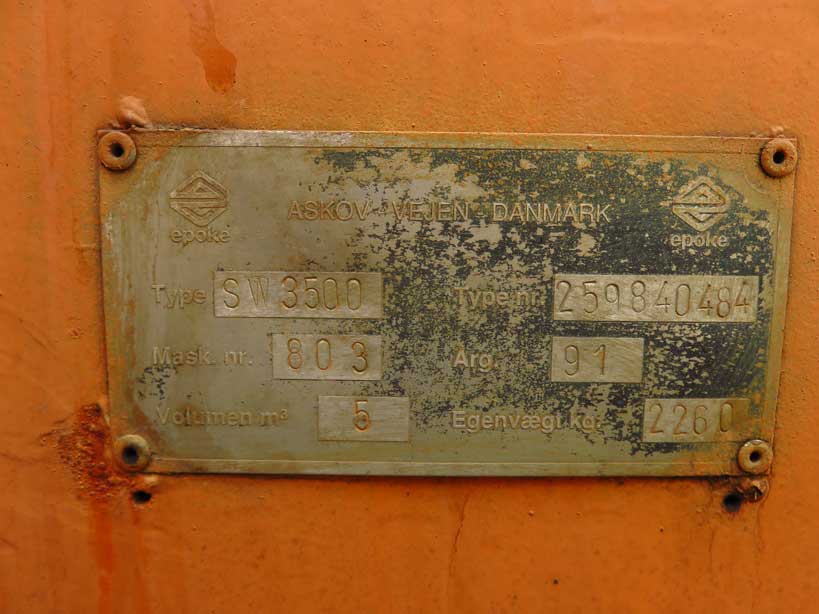 ASKOV - VEJEN - DANMARK
epoke epoke
Type SW 3500 Type nr. 259840484
Mask. nr. 803 Årg. 91
Volumen m³ 5 Egenvægt kg. 2260